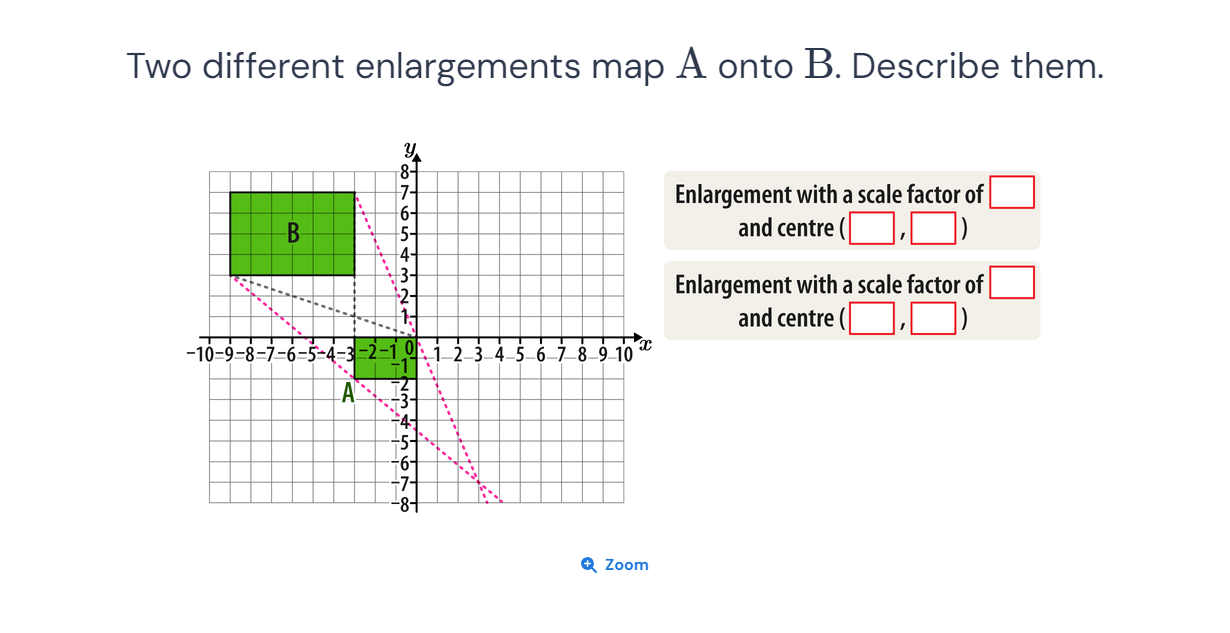 Two different enlargements map A onto B. Describe them.
y
8
7
6
5
4
3
2
1
B
-10 -9 -8 -7 -6 -5 -4 -3 -2 -1 0 1 2 3 4 5 6 7 8 9 10 x
-1
-2
A
-3
-4
-5
-6
-7
-8
Enlargement with a scale factor of
and centre ( , )
Enlargement with a scale factor of
and centre ( , )
Zoom